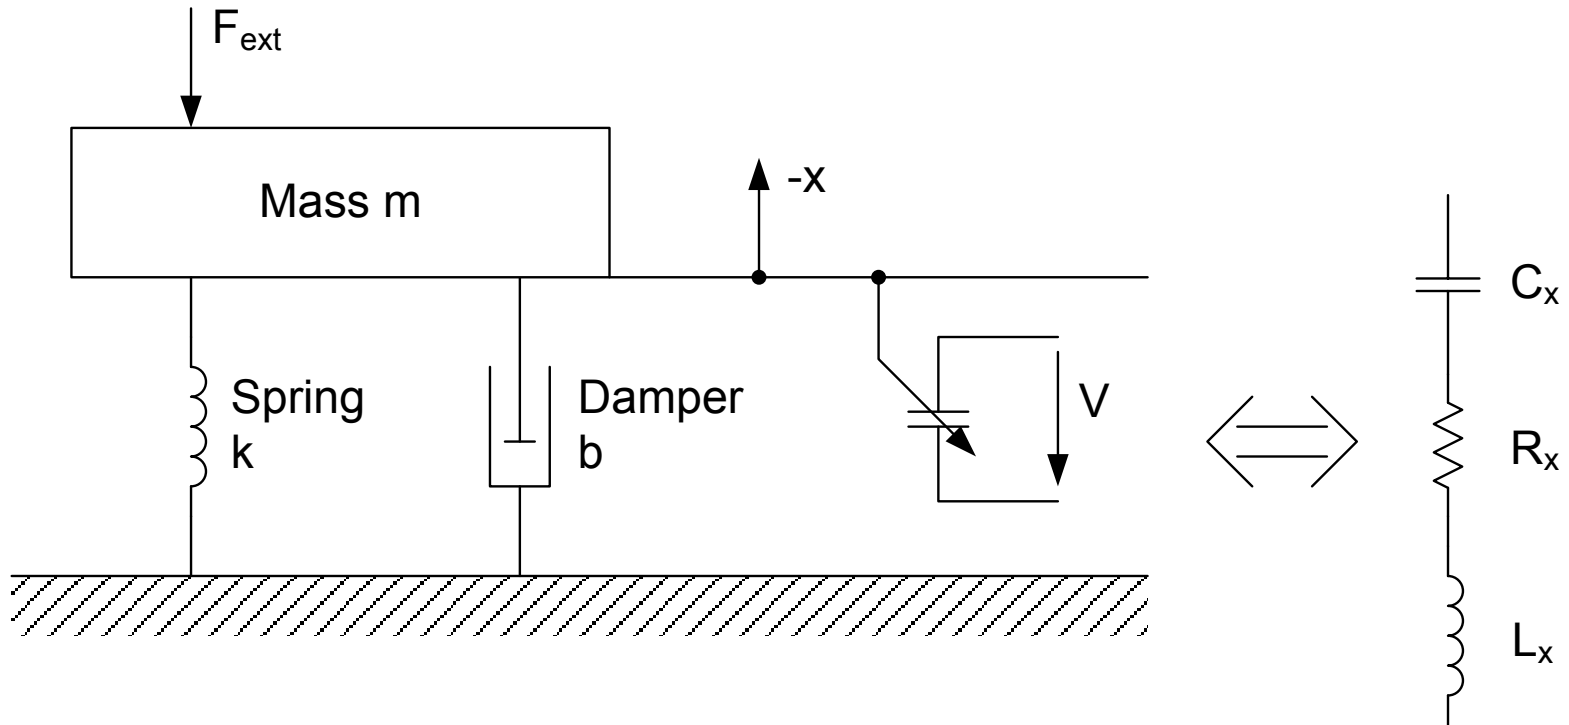 F_ext
Mass m
-x
Spring
k
Damper
b
V
C_x
R_x
L_x